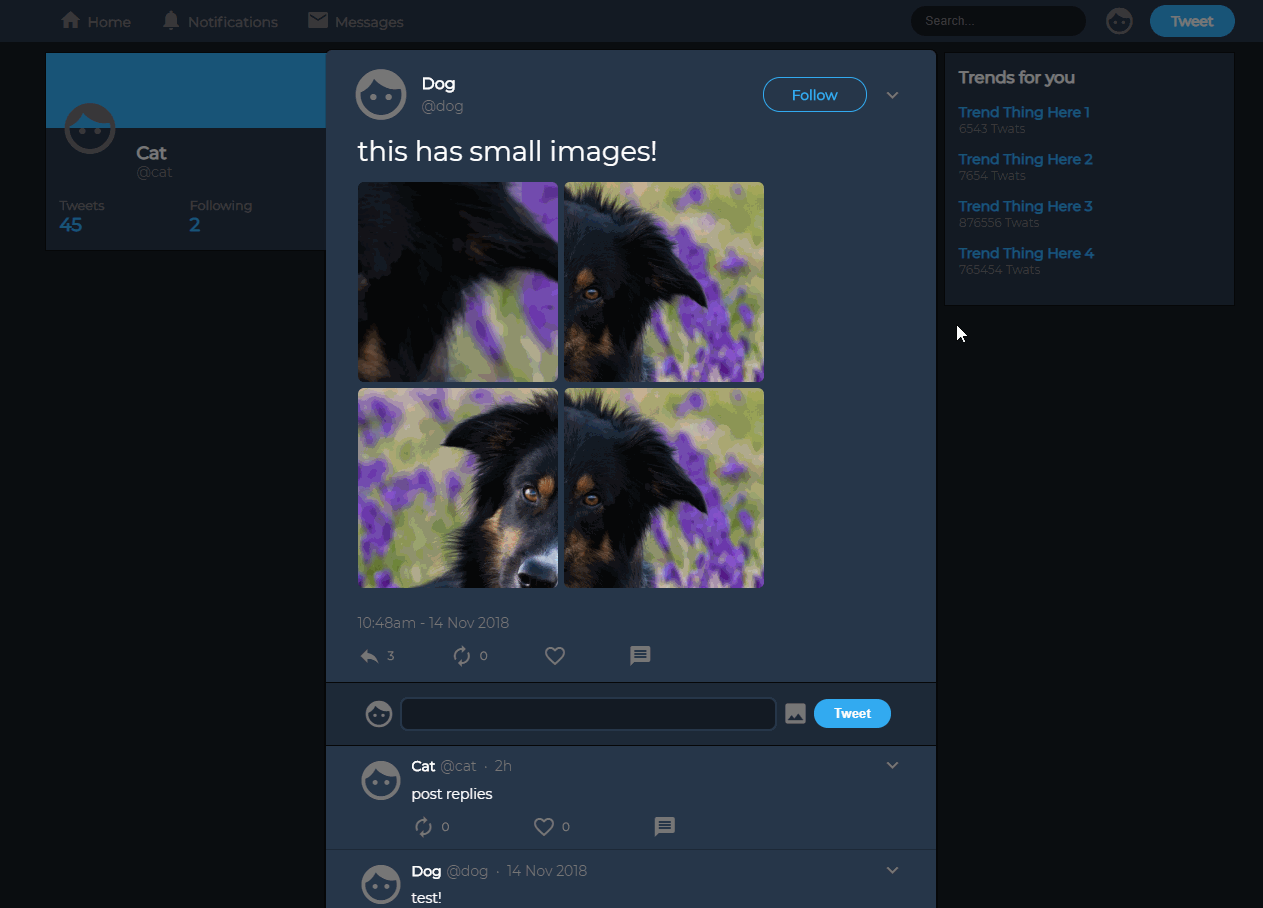 Home Notifications Messages Search... Tweet
Cat
@cat
Tweets Following
45 2
Dog
@dog
Follow
this has small images!
10:48am - 14 Nov 2018
3 0
Tweet
Cat @cat · 2h
post replies
0 0
Dog @dog · 14 Nov 2018
test!
Trends for you
Trend Thing Here 1
6543 Twats
Trend Thing Here 2
7654 Twats
Trend Thing Here 3
876556 Twats
Trend Thing Here 4
765454 Twats